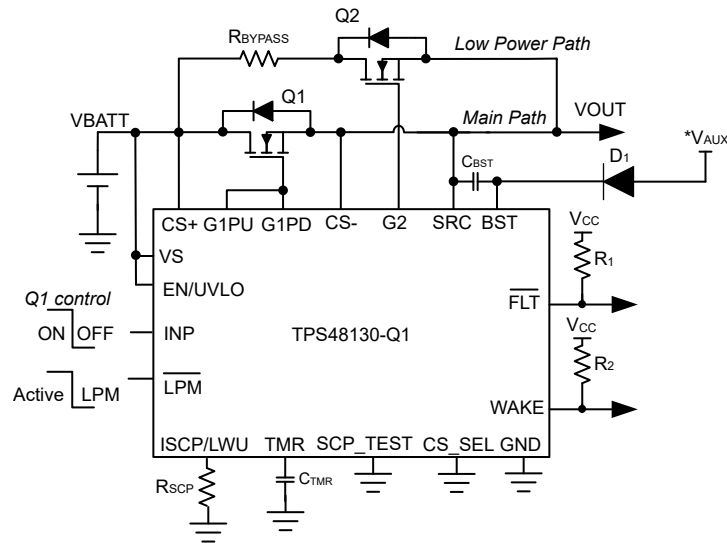 Q2
RBYPASS
Low Power Path
Q1
Main Path
VBATT
VOUT
*VAUX
CBST
D1
CS+ G1PU G1PD CS- G2 SRC BST
VS
EN/UVLO
INP
LPM
TPS48130-Q1
FLT
WAKE
VCC
R1
VCC
R2
Q1 control
ON OFF
Active LPM
ISCP/LWU TMR SCP_TEST CS_SEL GND
RSCP
CTMR